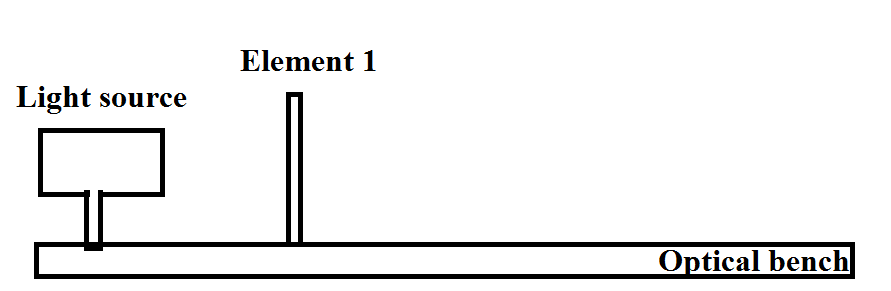 Element 1
Light source
Optical bench